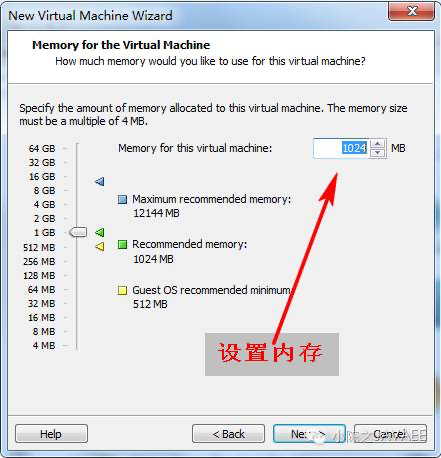 New Virtual Machine Wizard
Memory for the Virtual Machine
How much memory would you like to use for this virtual machine?
Specify the amount of memory allocated to this virtual machine. The memory size
must be a multiple of 4 MB.
Memory for this virtual machine: 1024 MB
64 GB
32 GB
16 GB
8 GB
4 GB
2 GB
1 GB
512 MB
256 MB
128 MB
64 MB
32 MB
16 MB
8 MB
4 MB
Maximum recommended memory:
12144 MB
Recommended memory:
1024 MB
Guest OS recommended minimum:
512 MB
设置内存
Help
< Back
Next >
Cancel